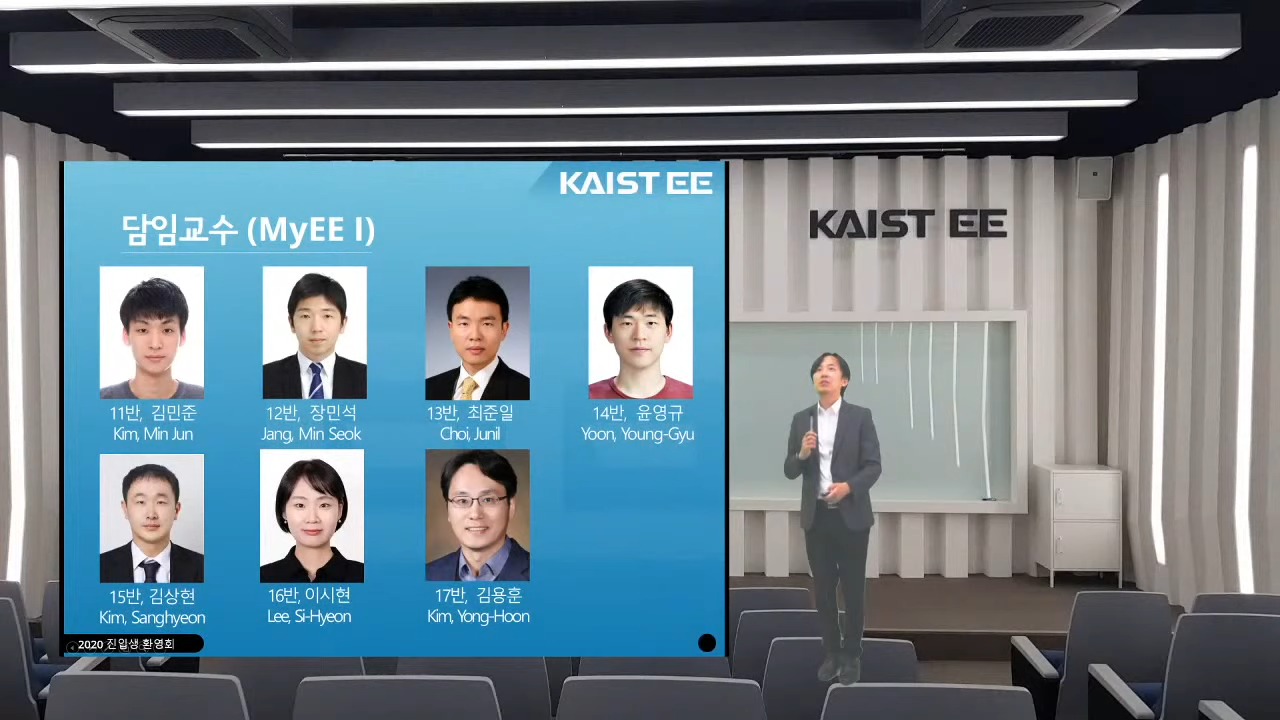 KAIST EE
담임교수 (MyEE I)
11반, 김민준
Kim, Min Jun
12반, 장민석
Jang, Min Seok
13반, 최준일
Choi, Junil
14반, 윤영규
Yoon, Young-Gyu
15반, 김상현
Kim, Sanghyeon
16반, 이시현
Lee, Si-Hyeon
17반, 김용훈
Kim, Yong-Hoon
2020 진입생 환영회
KAIST EE